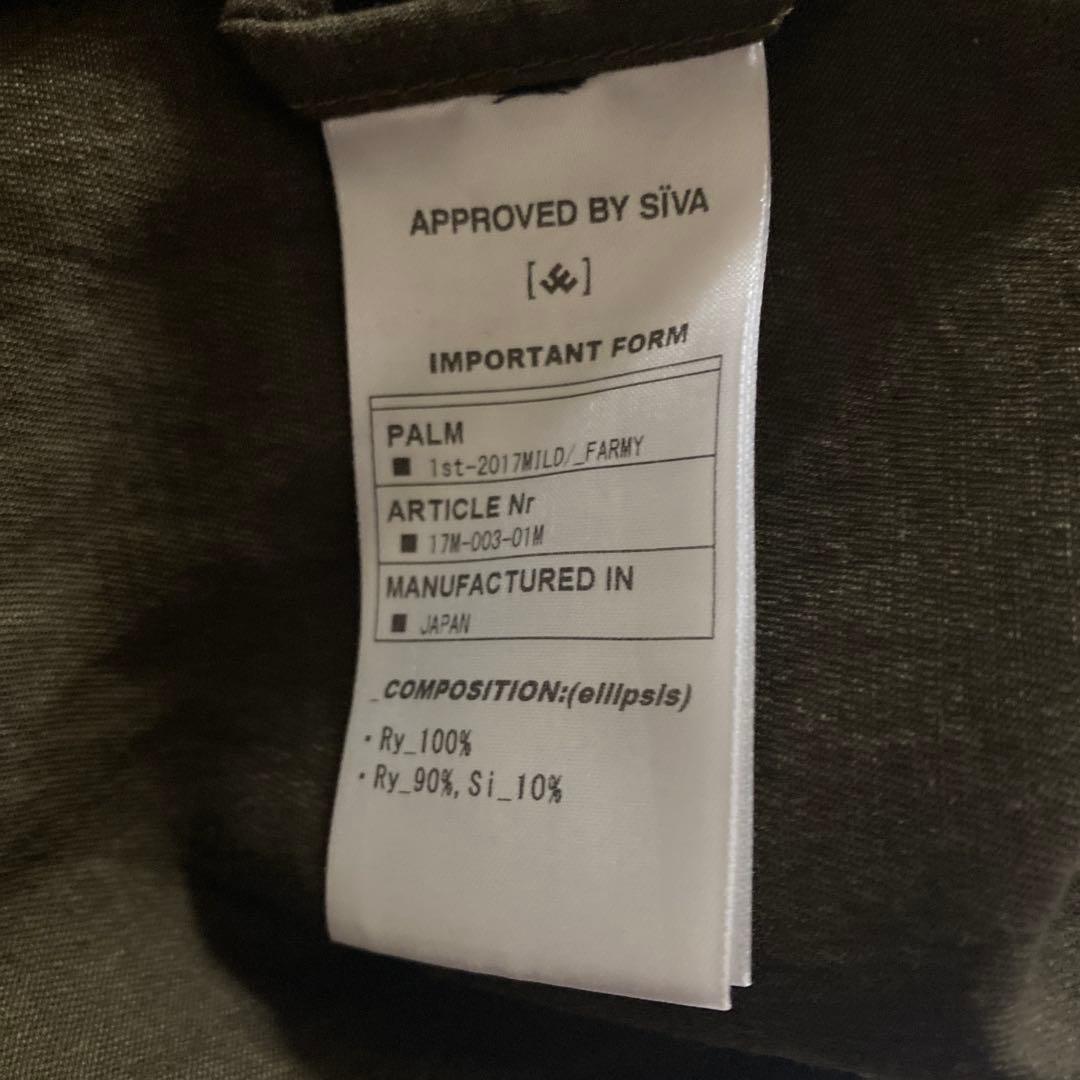 APPROVED BY SÏVA
IMPORTANT FORM
PALM
■ 1st-2017MILD/_FARMY
ARTICLE Nr
■ 17M-003-01M
MANUFACTURED IN
■ JAPAN
_COMPOSITION:(ellipsis)
・Ry_100%
・Ry_90%, Si_10%